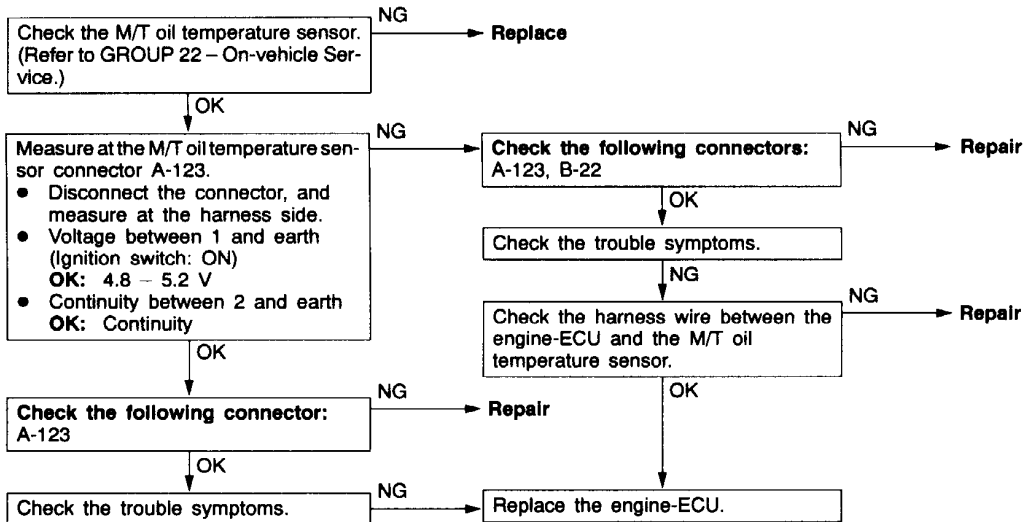 Check the M/T oil temperature sensor.
(Refer to GROUP 22 – On-vehicle Ser-
vice.)
NG
Replace
OK
Measure at the M/T oil temperature sen-
sor connector A-123.
● Disconnect the connector, and
measure at the harness side.
● Voltage between 1 and earth
(Ignition switch: ON)
OK: 4.8 – 5.2 V
● Continuity between 2 and earth
OK: Continuity
NG
Check the following connectors:
A-123, B-22
NG
Repair
OK
Check the trouble symptoms.
NG
Check the harness wire between the
engine-ECU and the M/T oil
temperature sensor.
NG
Repair
OK
OK
Check the following connector:
A-123
NG
Repair
OK
Check the trouble symptoms.
NG
Replace the engine-ECU.